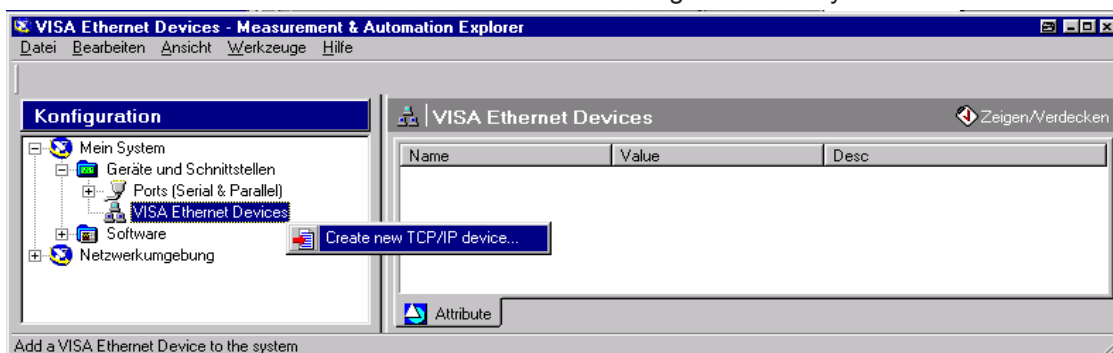 VISA Ethernet Devices - Measurement & Automation Explorer
Datei Bearbeiten Ansicht Werkzeuge Hilfe
Konfiguration
VISA Ethernet Devices
Zeigen/Verdecken
Mein System
Geräte und Schnittstellen
Ports (Serial & Parallel)
VISA Ethernet Devices
Software
Netzwerkumgebung
Create new TCP/IP device...
Name Value Desc
Attribute
Add a VISA Ethernet Device to the system